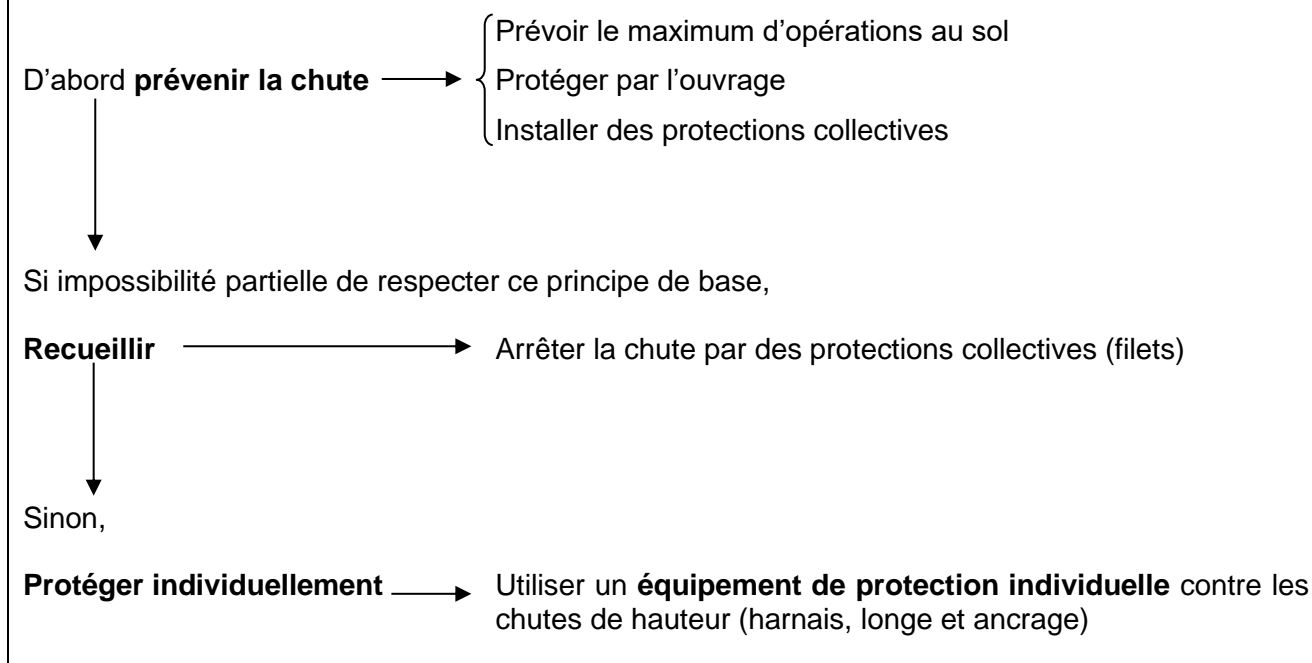 Prévoir le maximum d’opérations au sol
D’abord prévenir la chute
Protéger par l’ouvrage
Installer des protections collectives
Si impossibilité partielle de respecter ce principe de base,
Recueillir
Arrêter la chute par des protections collectives (filets)
Sinon,
Protéger individuellement
Utiliser un équipement de protection individuelle contre les
chutes de hauteur (harnais, longe et ancrage)